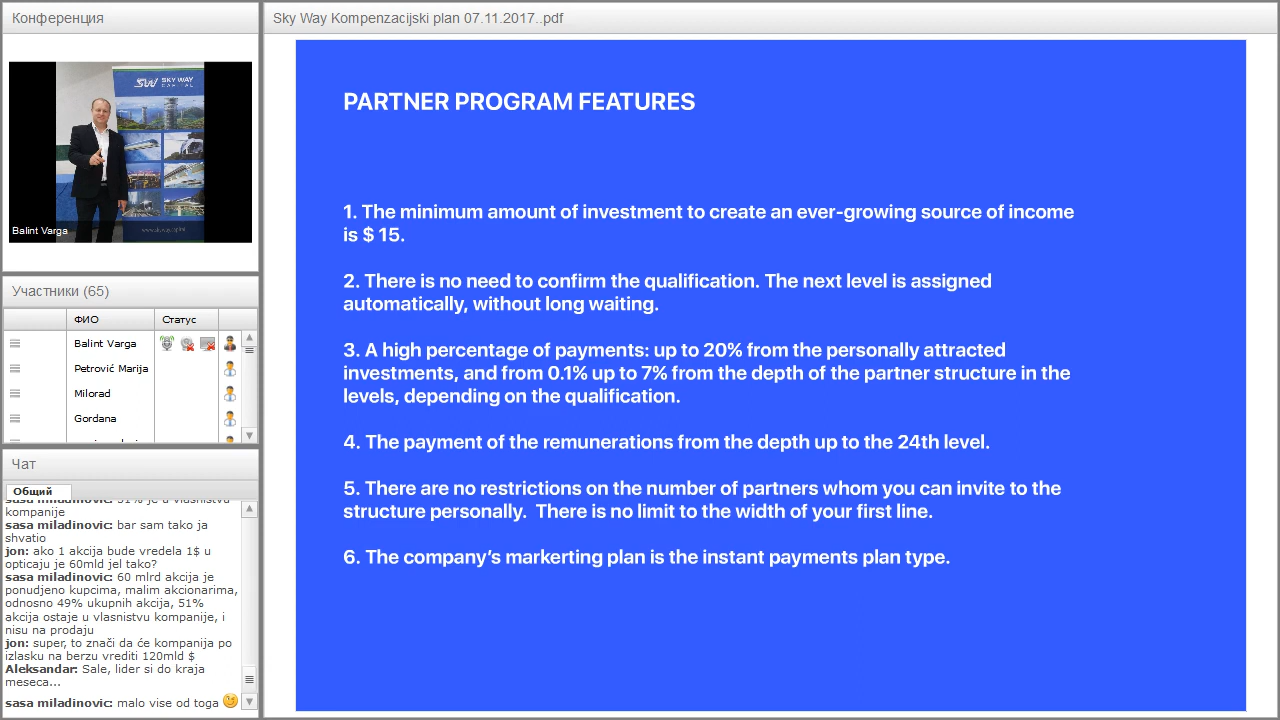 Конференция
SKY WAY
CAPITAL
Balint Varga
www.skyway.capital
Участники (65)
ФИО
Статус
Balint Varga
Petrović Marija
Milorad
Gordana
Чат
Общий
sasa miladinovic: 51% je u vlasnistvu
kompanije
sasa miladinovic: bar sam tako ja
shvatio
jon: ako 1 akcija bude vredela 1$ u
opticaju je 60mld jel tako?
sasa miladinovic: 60 mlrd akcija je
ponudjeno kupcima, malim akcionarima,
odnosno 49% ukupnih akcija, 51%
akcija ostaje u vlasnistvu kompanije, i
nisu na prodaju
jon: super, to znači da će kompanija po
izlasku na berzu vrediti 120mld $
Aleksandar: Sale, lider si do kraja
meseca...
sasa miladinovic: malo vise od toga
Sky Way Kompenzacijski plan 07.11.2017..pdf
PARTNER PROGRAM FEATURES
1. The minimum amount of investment to create an ever-growing source of income
is $ 15.
2. There is no need to confirm the qualification. The next level is assigned
automatically, without long waiting.
3. A high percentage of payments: up to 20% from the personally attracted
investments, and from 0.1% up to 7% from the depth of the partner structure in the
levels, depending on the qualification.
4. The payment of the remunerations from the depth up to the 24th level.
5. There are no restrictions on the number of partners whom you can invite to the
structure personally.  There is no limit to the width of your first line.
6. The company’s markerting plan is the instant payments plan type.